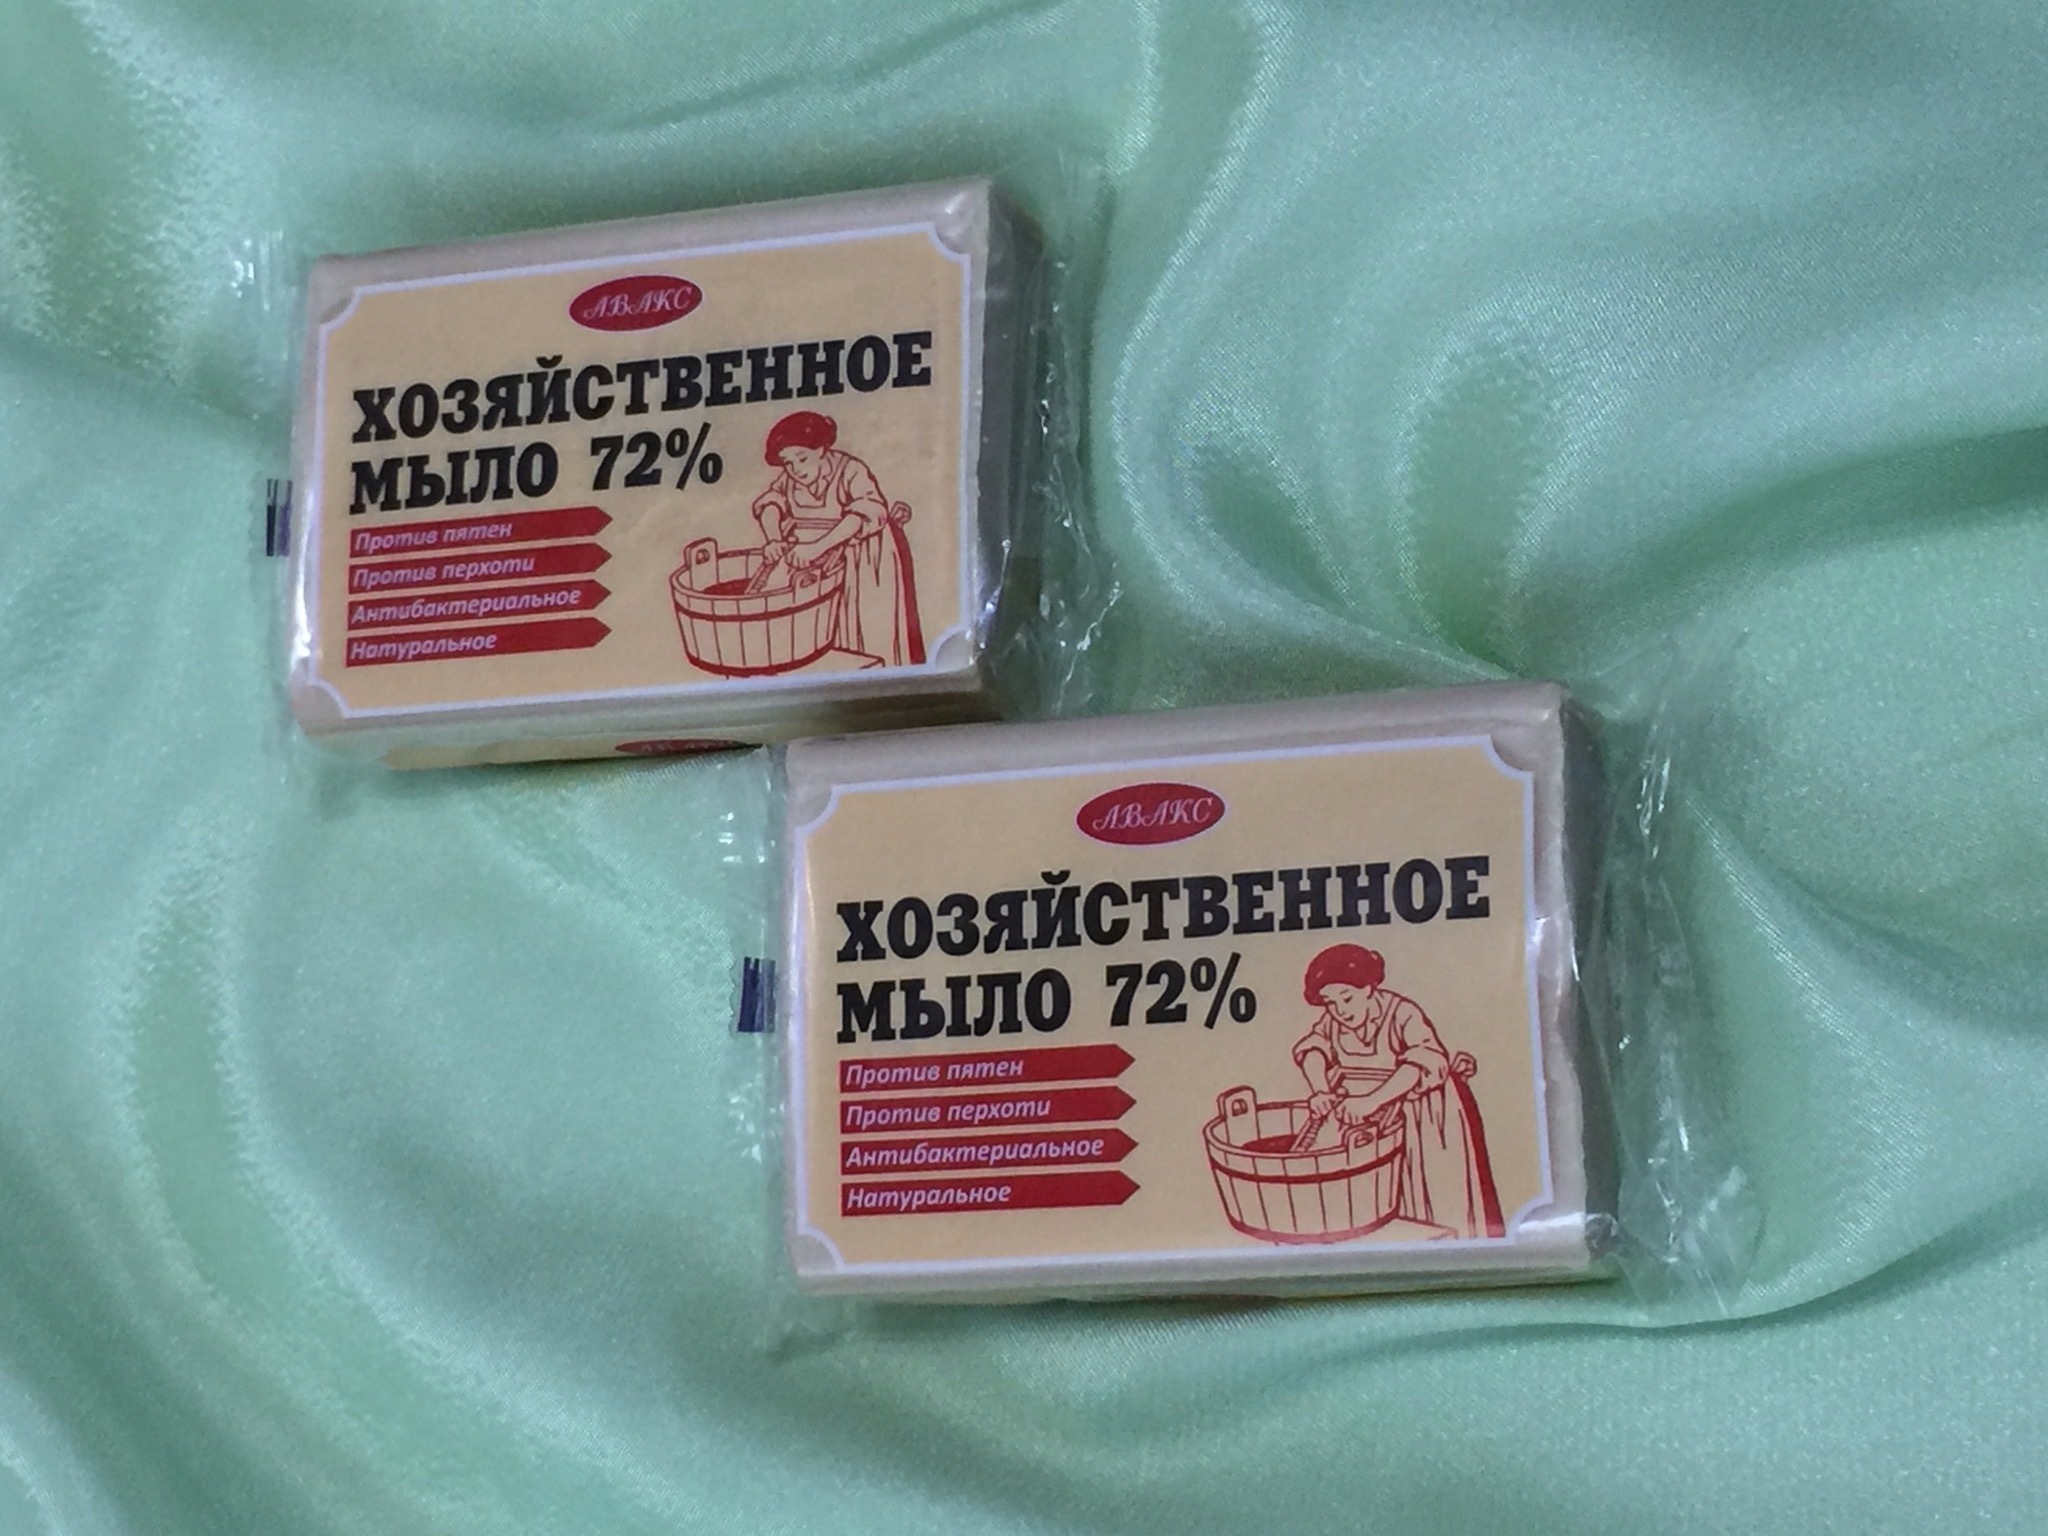 АВАКС
ХОЗЯЙСТВЕННОЕ
МЫЛО 72%
Против пятен
Против перхоти
Антибактериальное
Натуральное
АВАКС
ХОЗЯЙСТВЕННОЕ
МЫЛО 72%
Против пятен
Против перхоти
Антибактериальное
Натуральное